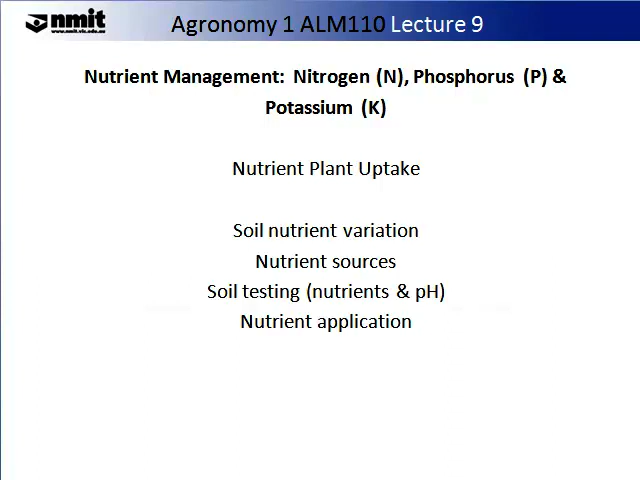 nmit
www.nmit.vic.edu.au
Agronomy 1 ALM110 Lecture 9
Nutrient Management: Nitrogen (N), Phosphorus (P) &
Potassium (K)
Nutrient Plant Uptake
Soil nutrient variation
Nutrient sources
Soil testing (nutrients & pH)
Nutrient application